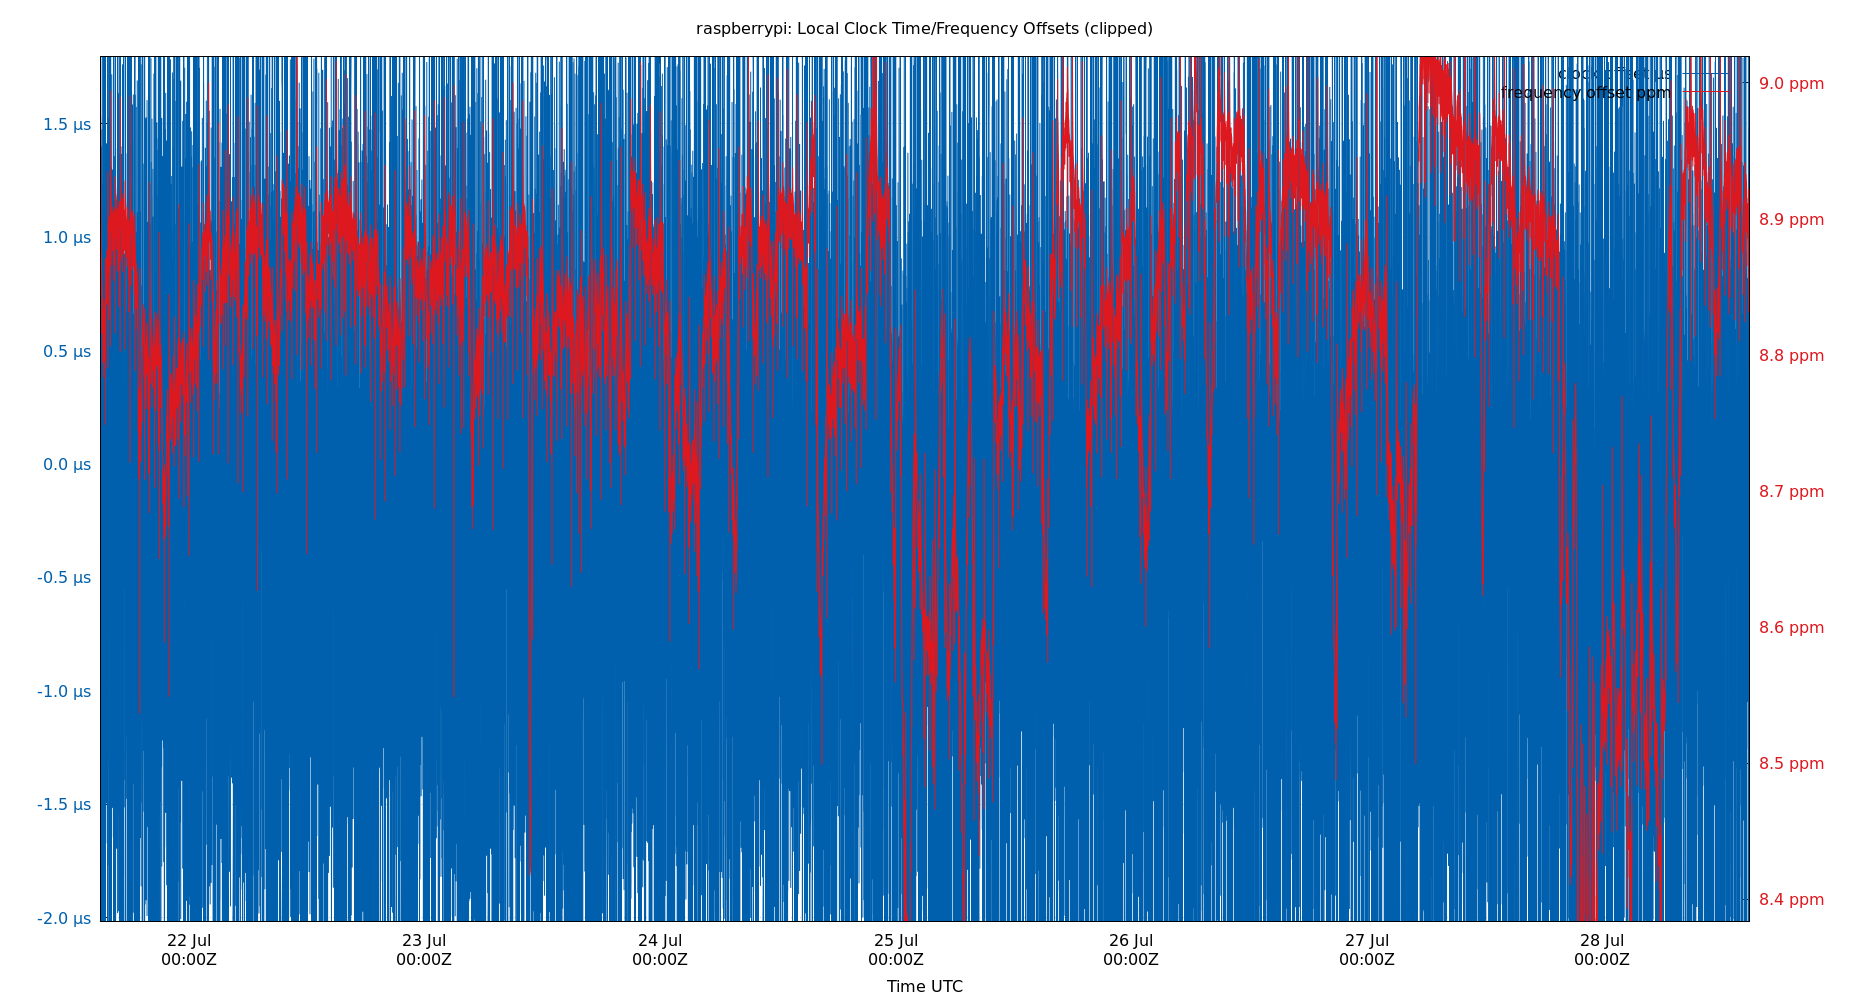 raspberrypi: Local Clock Time/Frequency Offsets (clipped)
clock offset µs
frequency offset ppm
1.5 µs
1.0 µs
0.5 µs
0.0 µs
-0.5 µs
-1.0 µs
-1.5 µs
-2.0 µs
9.0 ppm
8.9 ppm
8.8 ppm
8.7 ppm
8.6 ppm
8.5 ppm
8.4 ppm
22 Jul
00:00Z
23 Jul
00:00Z
24 Jul
00:00Z
25 Jul
00:00Z
26 Jul
00:00Z
27 Jul
00:00Z
28 Jul
00:00Z
Time UTC